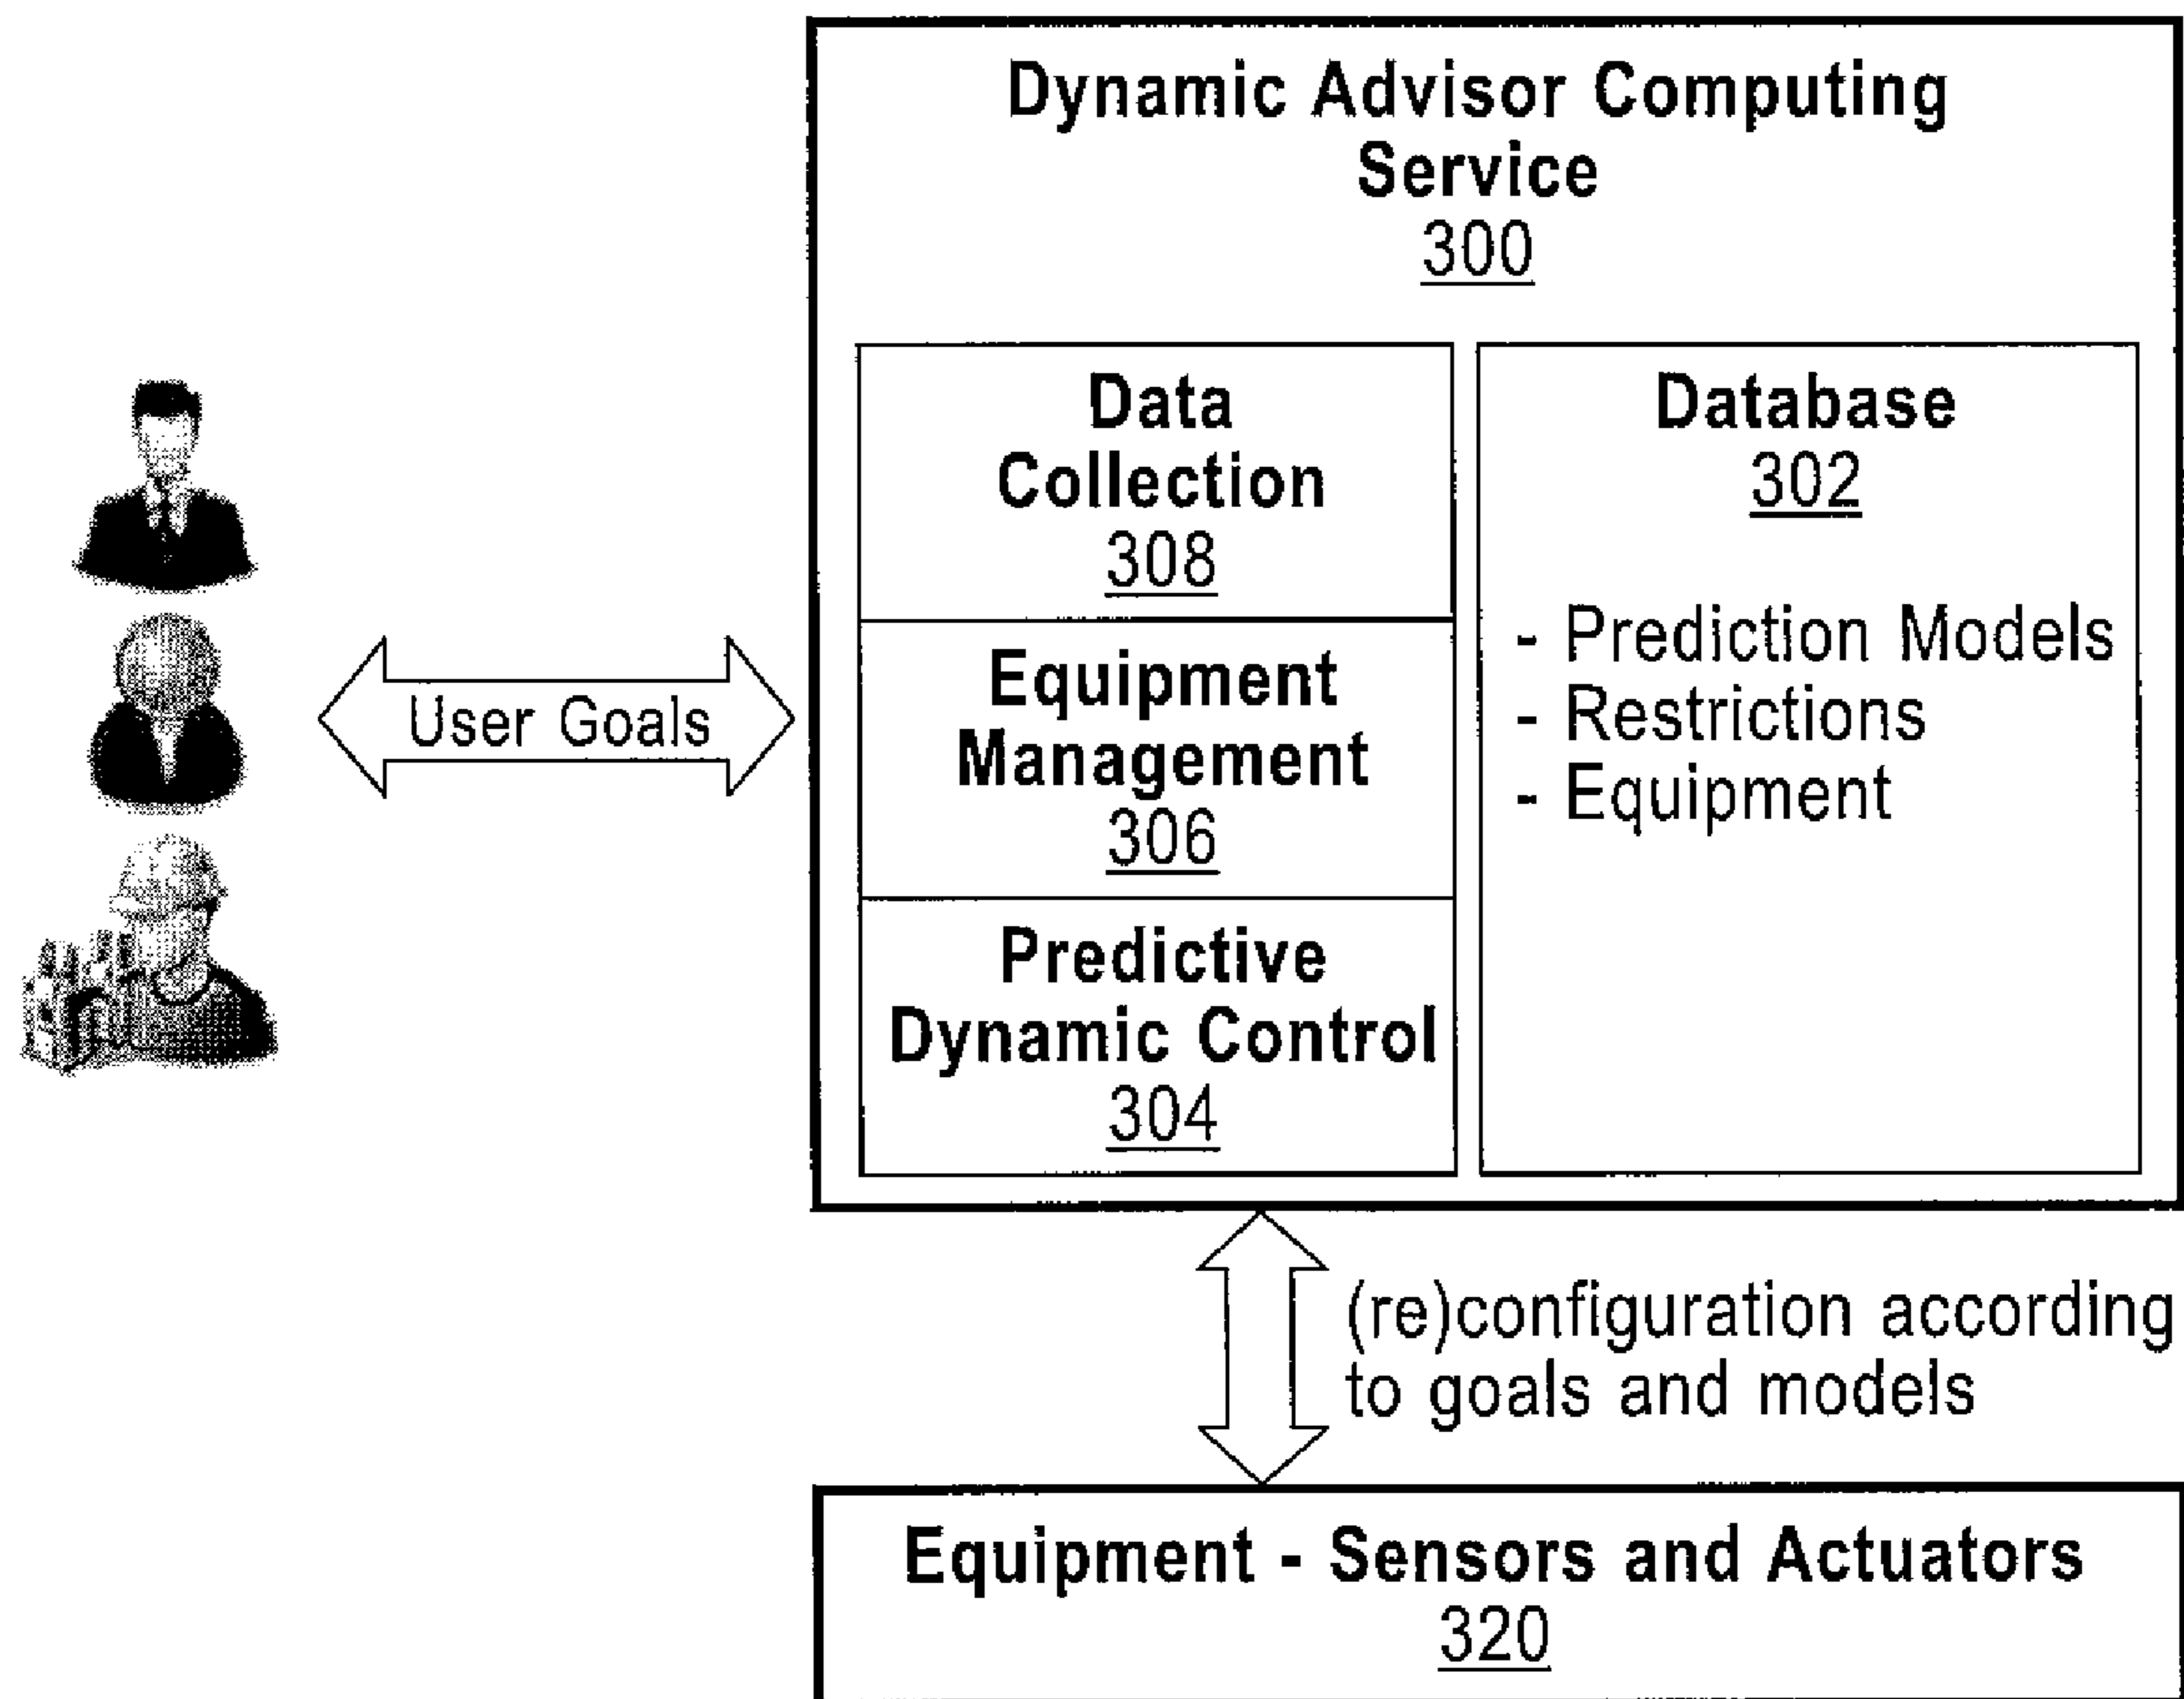 Dynamic Advisor Computing
Service
300
Data
Collection
308
Equipment
Management
306
Predictive
Dynamic Control
304
Database
302
- Prediction Models
- Restrictions
- Equipment
User Goals
(re)configuration according
to goals and models
Equipment - Sensors and Actuators
320